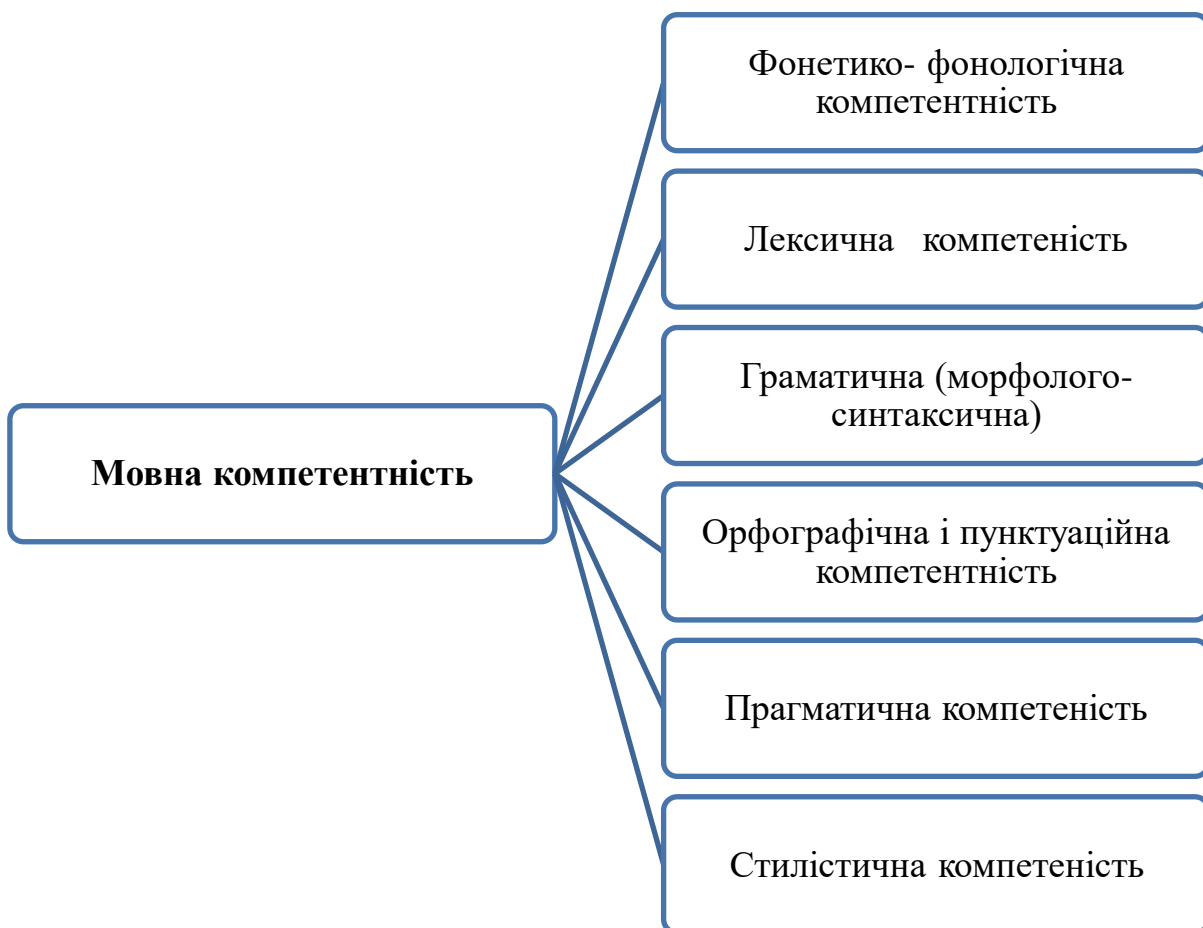 Фонетико- фонологічна
компетентність
Лексична компетеність
Граматична (морфолого-
синтаксична)
Мовна компетентність
Орфографічна і пунктуаційна
компетентність
Прагматична компетеність
Стилістична компетеність